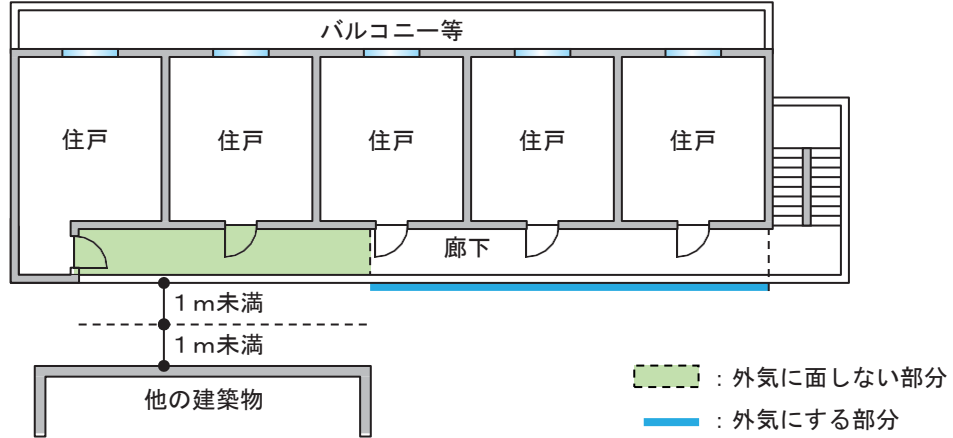 バルコニー等
住戸
住戸
住戸
住戸
住戸
廊下
1m未満
1m未満
他の建築物
：外気に面しない部分
：外気にする部分